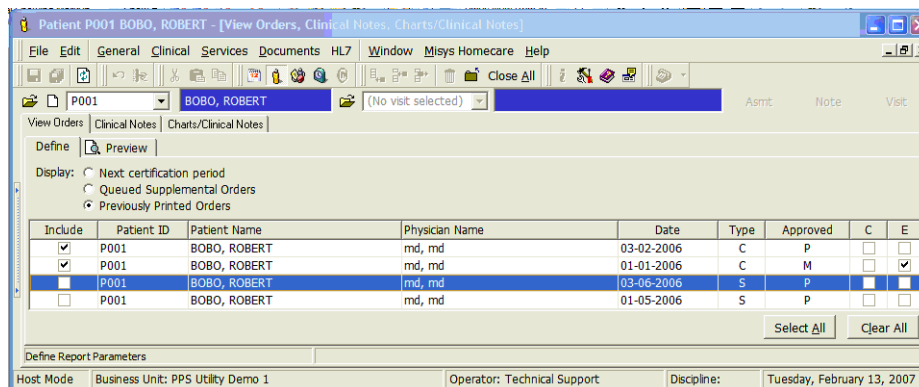 Patient P001 BOBO, ROBERT - [View Orders, Clinical Notes, Charts/Clinical Notes]
File Edit General Clinical Services Documents HL7 Window Misys Homecare Help
Close All
P001 BOBO, ROBERT (No visit selected) Asmt Note Visit
View Orders Clinical Notes Charts/Clinical Notes
Define Preview
Display: Next certification period
Queued Supplemental Orders
Previously Printed Orders
Include Patient ID Patient Name Physician Name Date Type Approved C E
P001 BOBO, ROBERT md, md 03-02-2006 C P
P001 BOBO, ROBERT md, md 01-01-2006 C M
P001 BOBO, ROBERT md, md 03-06-2006 S P
P001 BOBO, ROBERT md, md 01-05-2006 S P
Select All Clear All
Define Report Parameters
Host Mode Business Unit: PPS Utility Demo 1 Operator: Technical Support Discipline: Tuesday, February 13, 2007